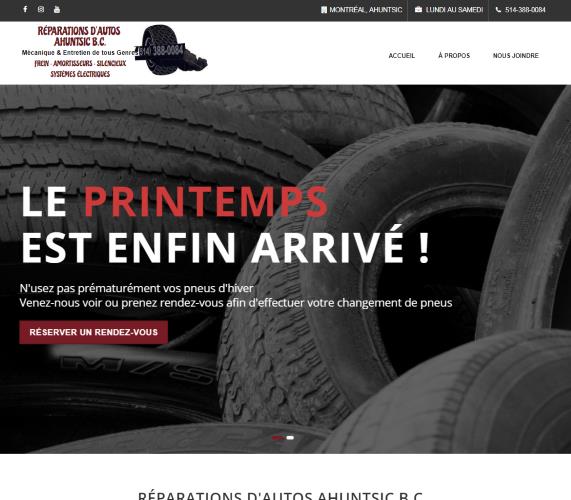 MONTRÉAL, AHUNTSIC
LUNDI AU SAMEDI
514-388-0084
RÉPARATIONS D'AUTOS
AHUNTSIC B.C.
Mécanique & Entretien de tous Genres
514 388-0084
FREIN - AMORTISSEURS - SILENCIEUX
SYSTÈMES ÉLECTRIQUES
ACCUEIL
À PROPOS
NOUS JOINDRE
LE PRINTEMPS
EST ENFIN ARRIVÉ !
N'usez pas prématurément vos pneus d'hiver
Venez-nous voir ou prenez rendez-vous afin d'effectuer votre changement de pneus
RÉSERVER UN RENDEZ-VOUS
M/S
RÉPARATIONS D'AUTOS AHUNTSIC B.C.